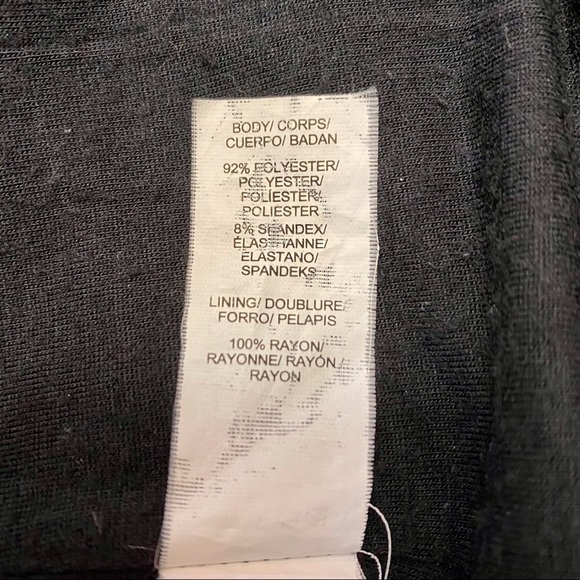 BODY/ CORPS/
CUERPO/ BADAN
92% POLYESTER/
POLYESTER/
POLIÉSTER/
POLIESTER
8% SPANDEX/
ÉLASTHANNE/
ELASTANO/
SPANDEKS
LINING/ DOUBLURE/
FORRO/ PELAPIS
100% RAYON/
RAYONNE/ RAYÓN /
RAYON